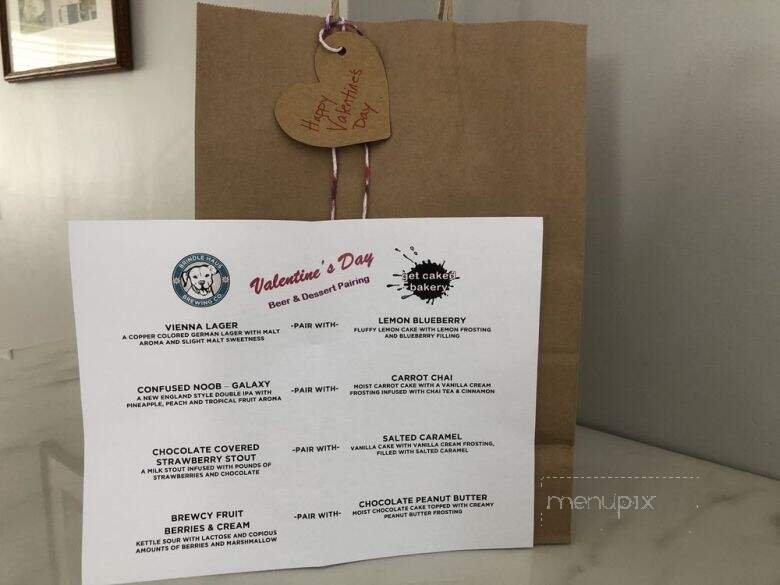 Happy
Valentine's
Day
BRINDLE HAUS
BREWING CO.
Valentine's Day
Beer & Dessert Pairing
get caked
bakery
VIENNA LAGER
A COPPER COLORED GERMAN LAGER WITH MALT
AROMA AND SLIGHT MALT SWEETNESS
-PAIR WITH-
LEMON BLUEBERRY
FLUFFY LEMON CAKE WITH LEMON FROSTING
AND BLUEBERRY FILLING
CONFUSED NOOB – GALAXY
A NEW ENGLAND STYLE DOUBLE IPA WITH
PINEAPPLE, PEACH AND TROPICAL FRUIT AROMA
-PAIR WITH-
CARROT CHAI
MOIST CARROT CAKE WITH A VANILLA CREAM
FROSTING INFUSED WITH CHAI TEA & CINNAMON
CHOCOLATE COVERED
STRAWBERRY STOUT
A MILK STOUT INFUSED WITH POUNDS OF
STRAWBERRIES AND CHOCOLATE
-PAIR WITH-
SALTED CARAMEL
VANILLA CAKE WITH VANILLA CREAM FROSTING,
FILLED WITH SALTED CARAMEL
BREWCY FRUIT
BERRIES & CREAM
KETTLE SOUR WITH LACTOSE AND COPIOUS
AMOUNTS OF BERRIES AND MARSHMALLOW
-PAIR WITH-
CHOCOLATE PEANUT BUTTER
MOIST CHOCOLATE CAKE TOPPED WITH CREAMY
PEANUT BUTTER FROSTING
menupix